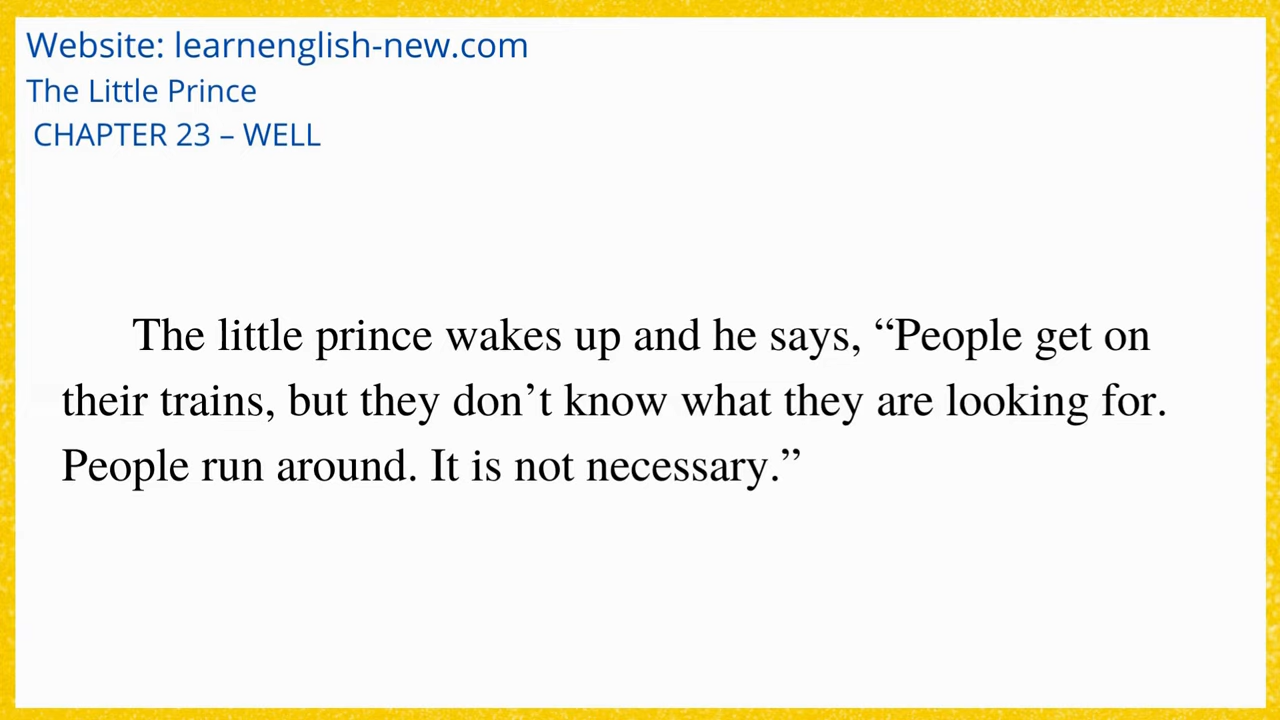 Website: learnenglish-new.com
The Little Prince
CHAPTER 23 – WELL
The little prince wakes up and he says, “People get on
their trains, but they don’t know what they are looking for.
People run around. It is not necessary.”